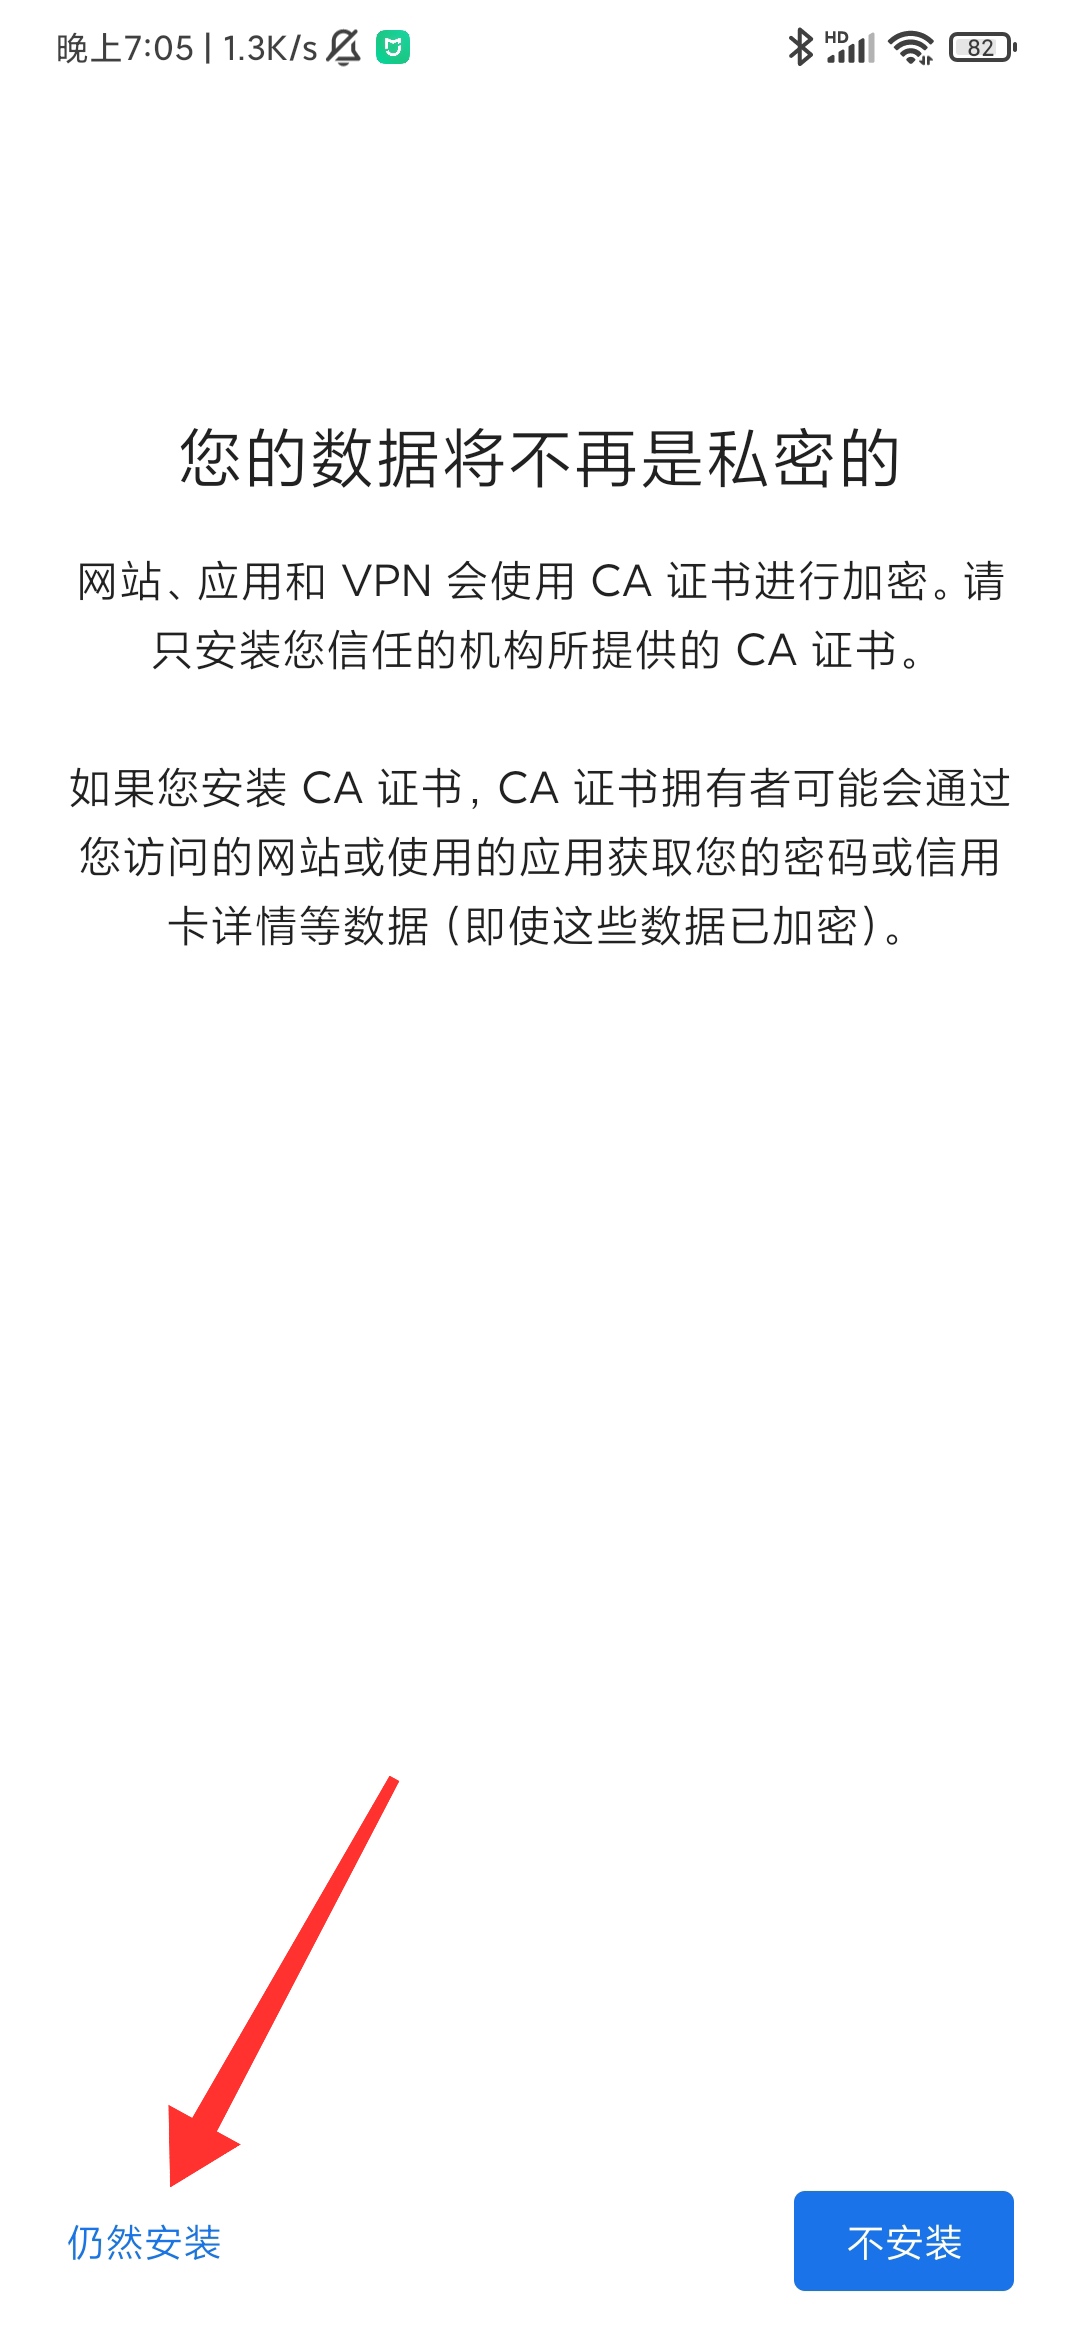 晚上7:05 | 1.3K/s
HD
82
您的数据将不再是私密的
网站、应用和 VPN 会使用 CA 证书进行加密。请
只安装您信任的机构所提供的 CA 证书。
如果您安装 CA 证书，CA 证书拥有者可能会通过
您访问的网站或使用的应用获取您的密码或信用
卡详情等数据（即使这些数据已加密）。
仍然安装
不安装